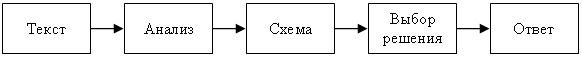 Текст
Анализ
Схема
Выбор
решения
Ответ